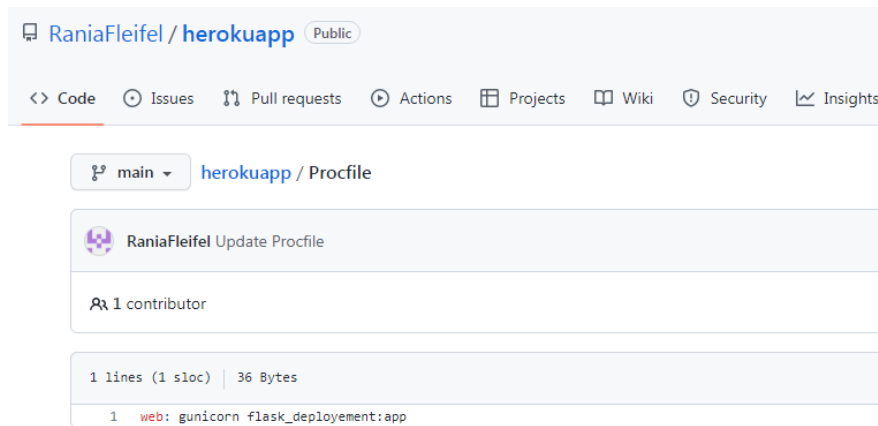 RaniaFleifel / herokuapp Public
Code Issues Pull requests Actions Projects Wiki Security Insights
main herokuapp / Procfile
RaniaFleifel Update Procfile
1 contributor
1 lines (1 sloc) 36 Bytes
1 web: gunicorn flask_deployement:app